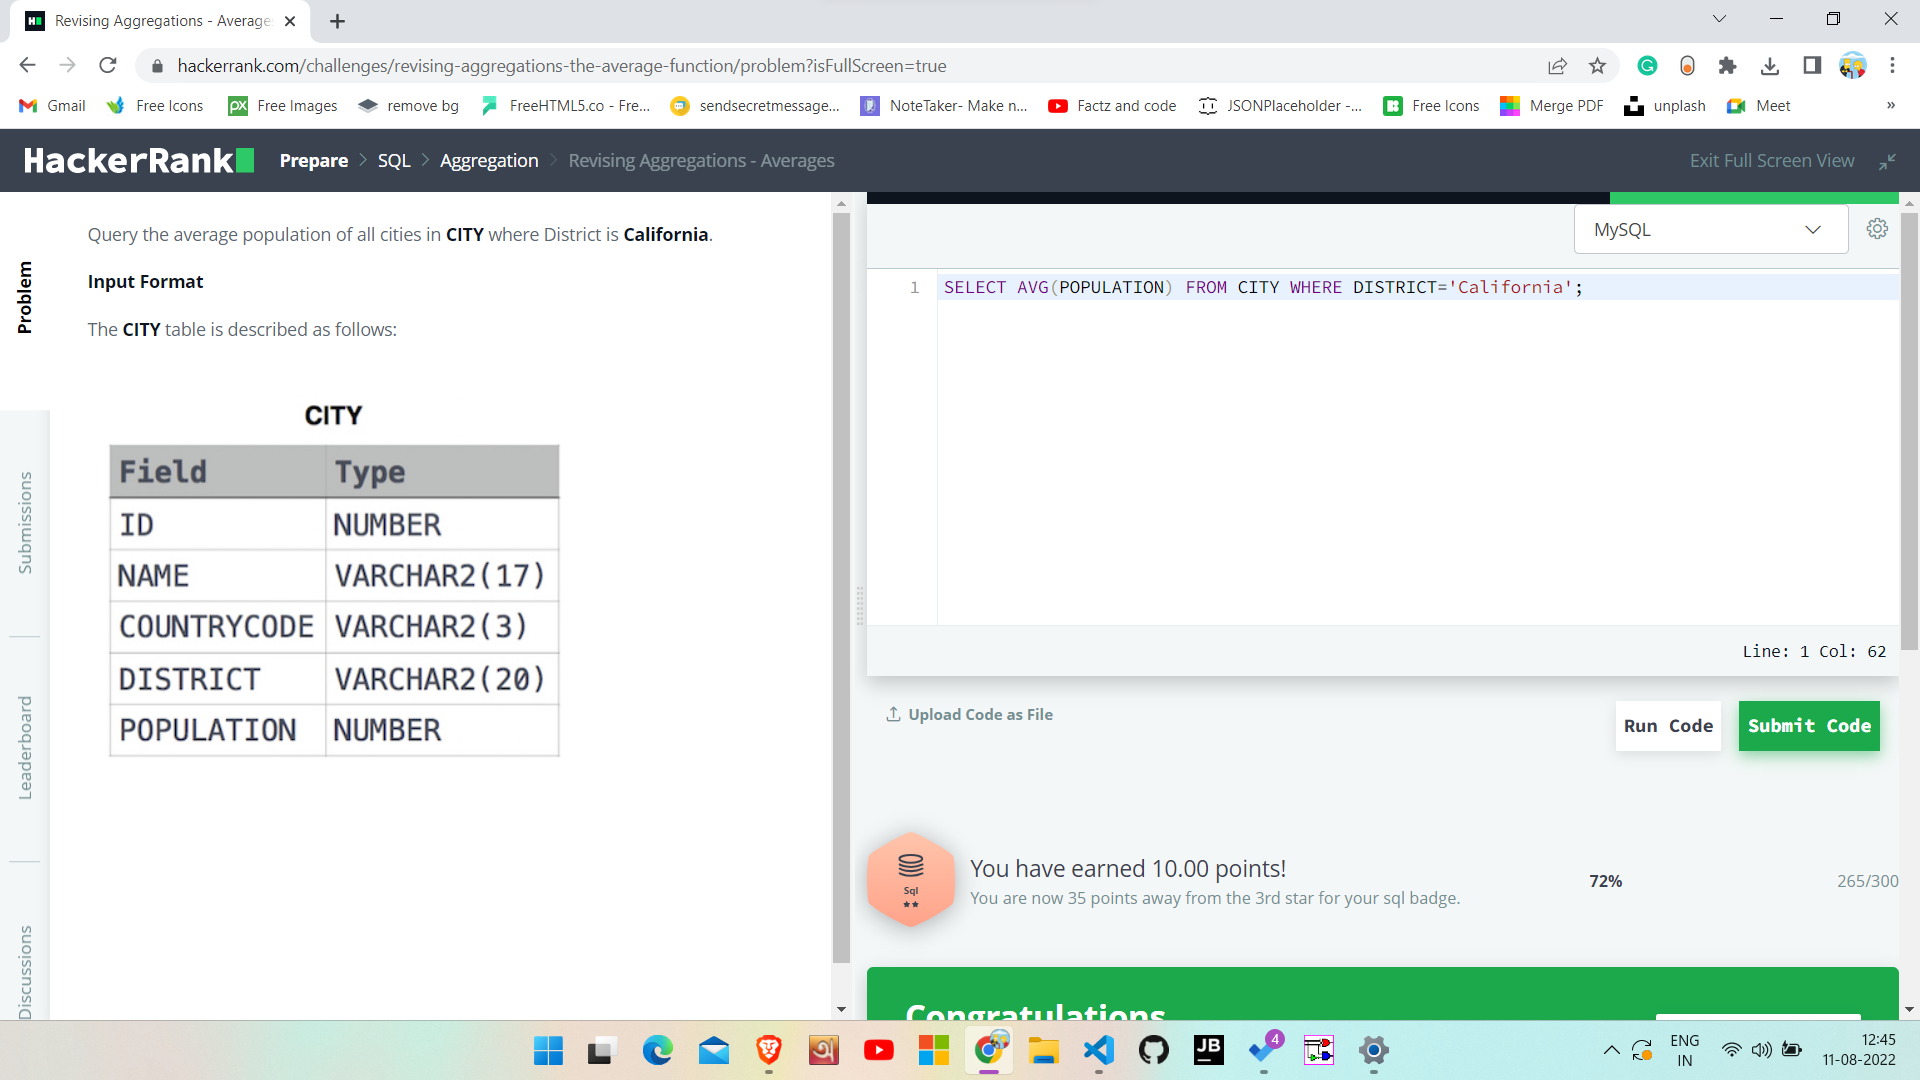 Revising Aggregations - Average
hackerrank.com/challenges/revising-aggregations-the-average-function/problem?isFullScreen=true
Gmail
Free Icons
Free Images
remove bg
FreeHTML5.co - Fre...
sendsecretmessage...
NoteTaker- Make n...
Factz and code
JSONPlaceholder -...
Free Icons
Merge PDF
unplash
Meet
»
HackerRank
Prepare > SQL > Aggregation > Revising Aggregations - Averages
Exit Full Screen View
Problem
Submissions
Leaderboard
Discussions
Query the average population of all cities in CITY where District is California.
Input Format
The CITY table is described as follows:
CITY
Field Type
ID NUMBER
NAME VARCHAR2(17)
COUNTRYCODE VARCHAR2(3)
DISTRICT VARCHAR2(20)
POPULATION NUMBER
MySQL
1 SELECT AVG(POPULATION) FROM CITY WHERE DISTRICT='California';
Line: 1 Col: 62
Upload Code as File
Run Code
Submit Code
Sql
You have earned 10.00 points!
You are now 35 points away from the 3rd star for your sql badge.
72%
265/300
Congratulations
JB
4
ENG
IN
12:45
11-08-2022